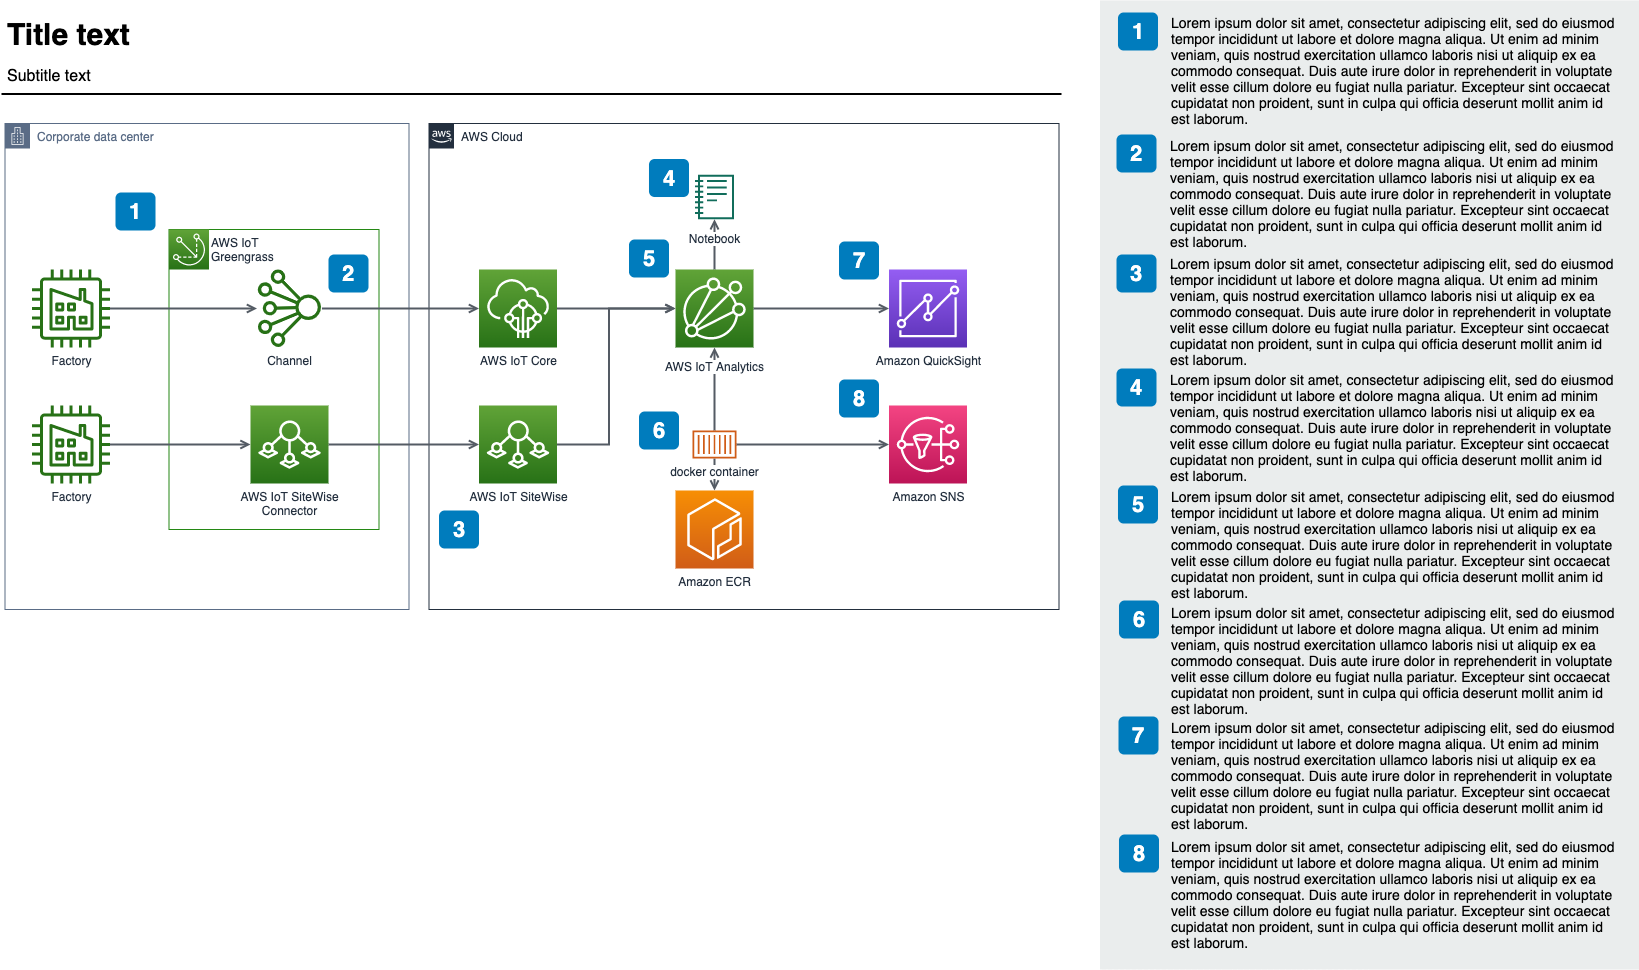 Title text
Subtitle text
Corporate data center
1
AWS IoT
Greengrass
2
Factory
Channel
Factory
AWS IoT SiteWise
Connector
aws
AWS Cloud
4
Notebook
5
7
AWS IoT Core
AWS IoT Analytics
Amazon QuickSight
8
6
docker container
AWS IoT SiteWise
Amazon SNS
3
Amazon ECR
1
Lorem ipsum dolor sit amet, consectetur adipiscing elit, sed do eiusmod
tempor incididunt ut labore et dolore magna aliqua. Ut enim ad minim
veniam, quis nostrud exercitation ullamco laboris nisi ut aliquip ex ea
commodo consequat. Duis aute irure dolor in reprehenderit in voluptate
velit esse cillum dolore eu fugiat nulla pariatur. Excepteur sint occaecat
cupidatat non proident, sunt in culpa qui officia deserunt mollit anim id
est laborum.
2
Lorem ipsum dolor sit amet, consectetur adipiscing elit, sed do eiusmod
tempor incididunt ut labore et dolore magna aliqua. Ut enim ad minim
veniam, quis nostrud exercitation ullamco laboris nisi ut aliquip ex ea
commodo consequat. Duis aute irure dolor in reprehenderit in voluptate
velit esse cillum dolore eu fugiat nulla pariatur. Excepteur sint occaecat
cupidatat non proident, sunt in culpa qui officia deserunt mollit anim id
est laborum.
3
Lorem ipsum dolor sit amet, consectetur adipiscing elit, sed do eiusmod
tempor incididunt ut labore et dolore magna aliqua. Ut enim ad minim
veniam, quis nostrud exercitation ullamco laboris nisi ut aliquip ex ea
commodo consequat. Duis aute irure dolor in reprehenderit in voluptate
velit esse cillum dolore eu fugiat nulla pariatur. Excepteur sint occaecat
cupidatat non proident, sunt in culpa qui officia deserunt mollit anim id
est laborum.
4
Lorem ipsum dolor sit amet, consectetur adipiscing elit, sed do eiusmod
tempor incididunt ut labore et dolore magna aliqua. Ut enim ad minim
veniam, quis nostrud exercitation ullamco laboris nisi ut aliquip ex ea
commodo consequat. Duis aute irure dolor in reprehenderit in voluptate
velit esse cillum dolore eu fugiat nulla pariatur. Excepteur sint occaecat
cupidatat non proident, sunt in culpa qui officia deserunt mollit anim id
est laborum.
5
Lorem ipsum dolor sit amet, consectetur adipiscing elit, sed do eiusmod
tempor incididunt ut labore et dolore magna aliqua. Ut enim ad minim
veniam, quis nostrud exercitation ullamco laboris nisi ut aliquip ex ea
commodo consequat. Duis aute irure dolor in reprehenderit in voluptate
velit esse cillum dolore eu fugiat nulla pariatur. Excepteur sint occaecat
cupidatat non proident, sunt in culpa qui officia deserunt mollit anim id
est laborum.
6
Lorem ipsum dolor sit amet, consectetur adipiscing elit, sed do eiusmod
tempor incididunt ut labore et dolore magna aliqua. Ut enim ad minim
veniam, quis nostrud exercitation ullamco laboris nisi ut aliquip ex ea
commodo consequat. Duis aute irure dolor in reprehenderit in voluptate
velit esse cillum dolore eu fugiat nulla pariatur. Excepteur sint occaecat
cupidatat non proident, sunt in culpa qui officia deserunt mollit anim id
est laborum.
7
Lorem ipsum dolor sit amet, consectetur adipiscing elit, sed do eiusmod
tempor incididunt ut labore et dolore magna aliqua. Ut enim ad minim
veniam, quis nostrud exercitation ullamco laboris nisi ut aliquip ex ea
commodo consequat. Duis aute irure dolor in reprehenderit in voluptate
velit esse cillum dolore eu fugiat nulla pariatur. Excepteur sint occaecat
cupidatat non proident, sunt in culpa qui officia deserunt mollit anim id
est laborum.
8
Lorem ipsum dolor sit amet, consectetur adipiscing elit, sed do eiusmod
tempor incididunt ut labore et dolore magna aliqua. Ut enim ad minim
veniam, quis nostrud exercitation ullamco laboris nisi ut aliquip ex ea
commodo consequat. Duis aute irure dolor in reprehenderit in voluptate
velit esse cillum dolore eu fugiat nulla pariatur. Excepteur sint occaecat
cupidatat non proident, sunt in culpa qui officia deserunt mollit anim id
est laborum.